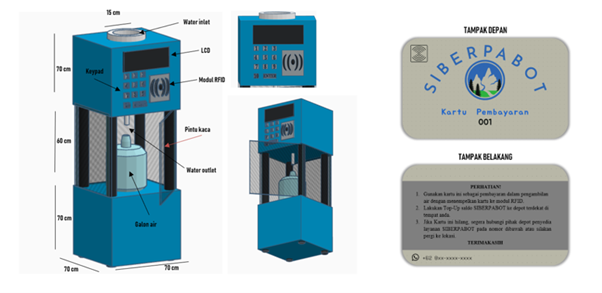 15 cm
Water inlat
LCD
70 cm
Keypad
Modul RFID
60 cm
Pintu kaca
Water outlet
Galan air
70 cm
70 cm
70 cm
TAMPAK DEPAN
SIBERPABOT
Kartu Pembayaran
001
TAMPAK BELAKANG
PERHATIAN:
1. Gunakan kartu ini sebagai pembayaran dalam pengambilan
air dengan menempelkan kartu ke modul RFID.
2. Lakukan Top-Up saldo SIBERPABOT ke depot terdekat di
tempat anda.
3. Jika Kartu ini hilang, segera hubungi pihak depot penyedia
layanan SIBERPABOT pada nomor dibawah atau silakan
pergi ke lokasi.
TERIMAKASIH
+62 8xx-xxxx-xxxx